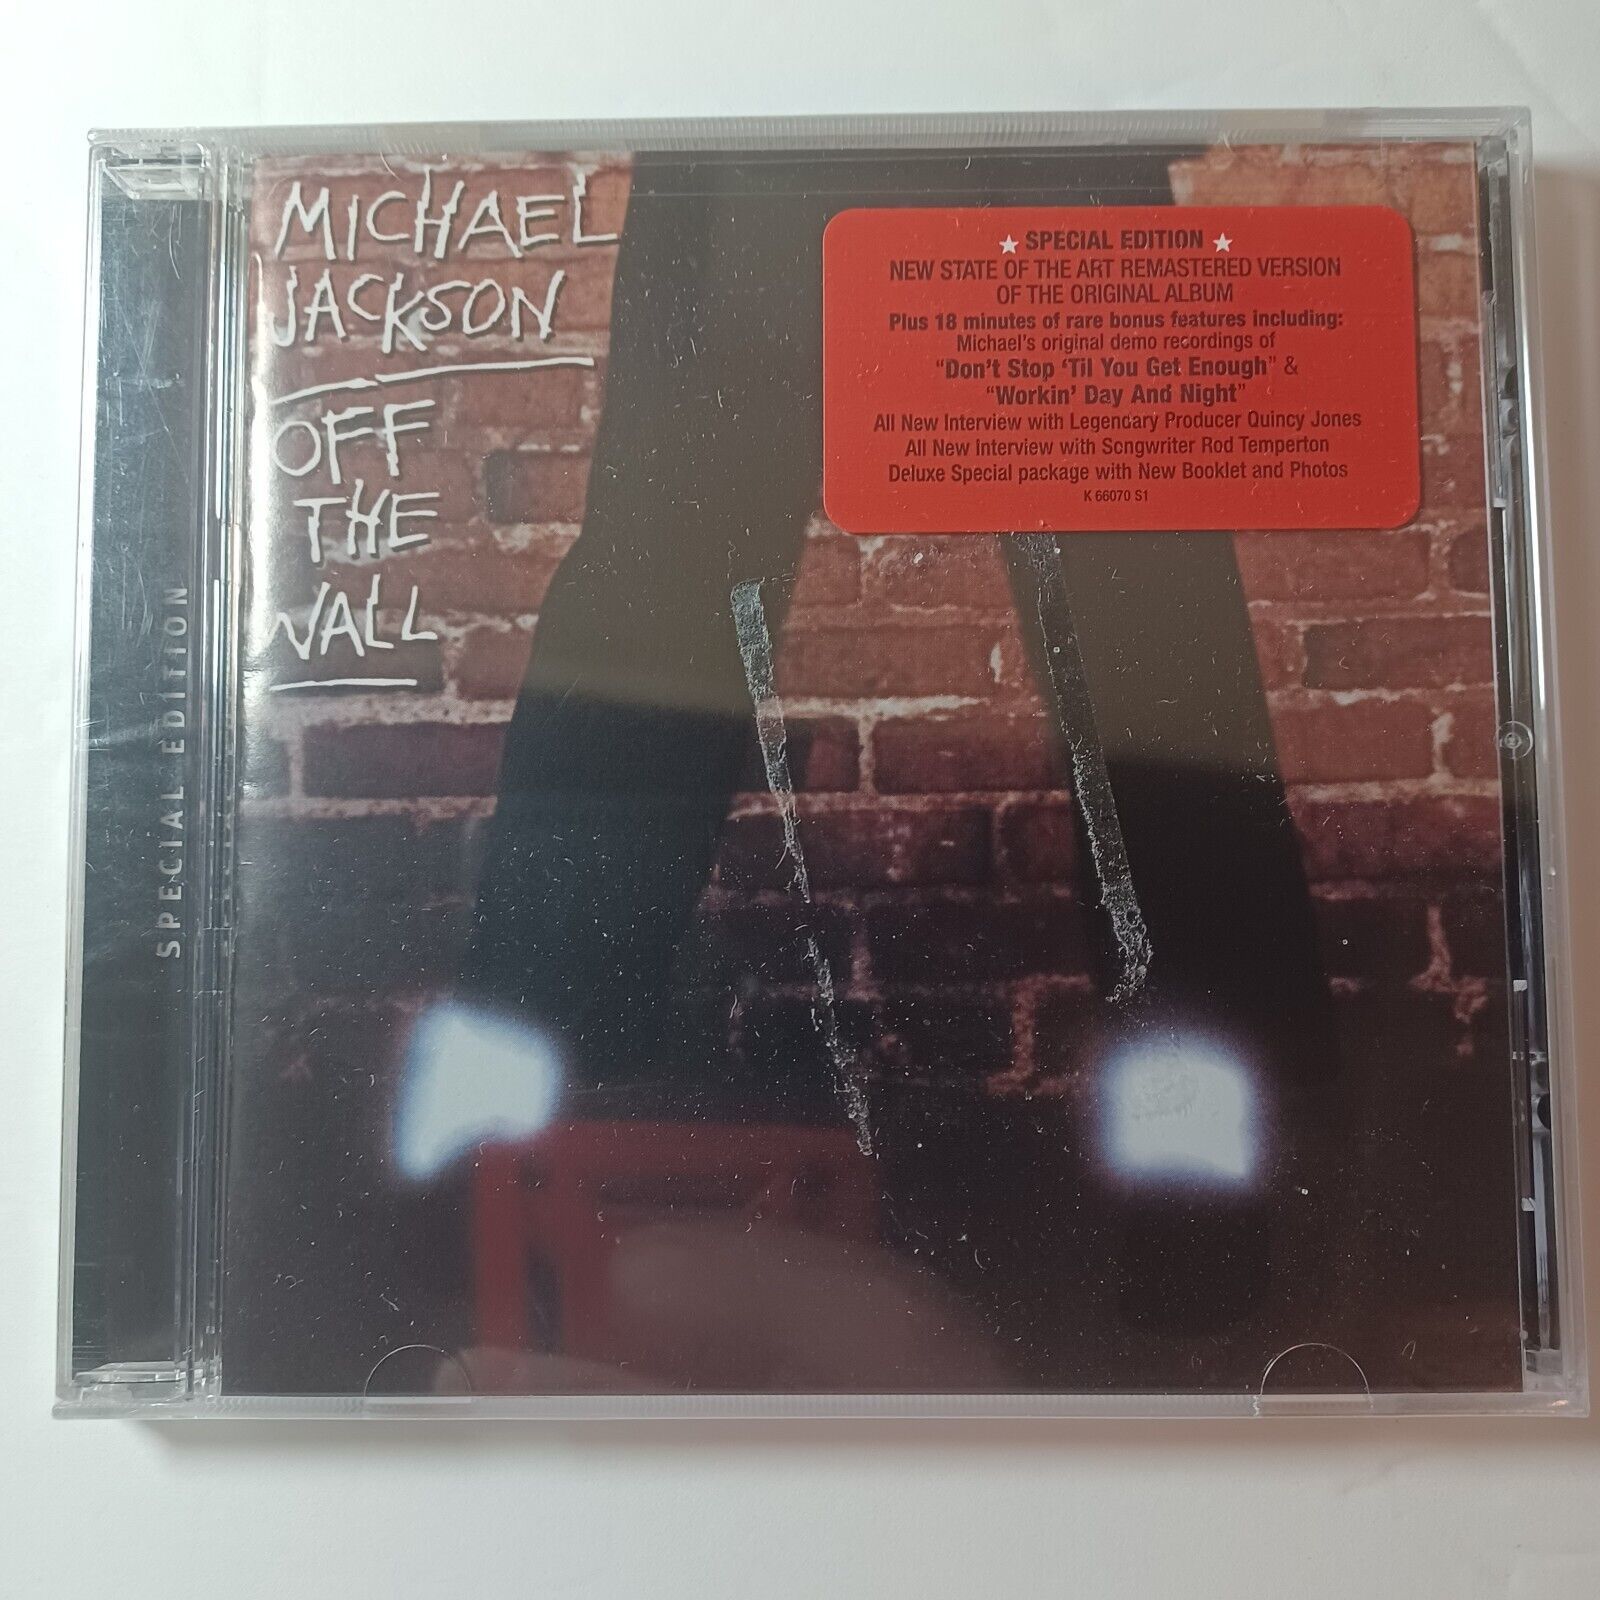 MICHAEL
JACKSON
OFF
THE
WALL
SPECIAL EDITION
★ SPECIAL EDITION ★
NEW STATE OF THE ART REMASTERED VERSION
OF THE ORIGINAL ALBUM
Plus 18 minutes of rare bonus features including:
Michael's original demo recordings of
"Don't Stop 'Til You Get Enough" &
"Workin' Day And Night"
All New Interview with Legendary Producer Quincy Jones
All New Interview with Songwriter Rod Temperton
Deluxe Special package with New Booklet and Photos
K 66070 S1